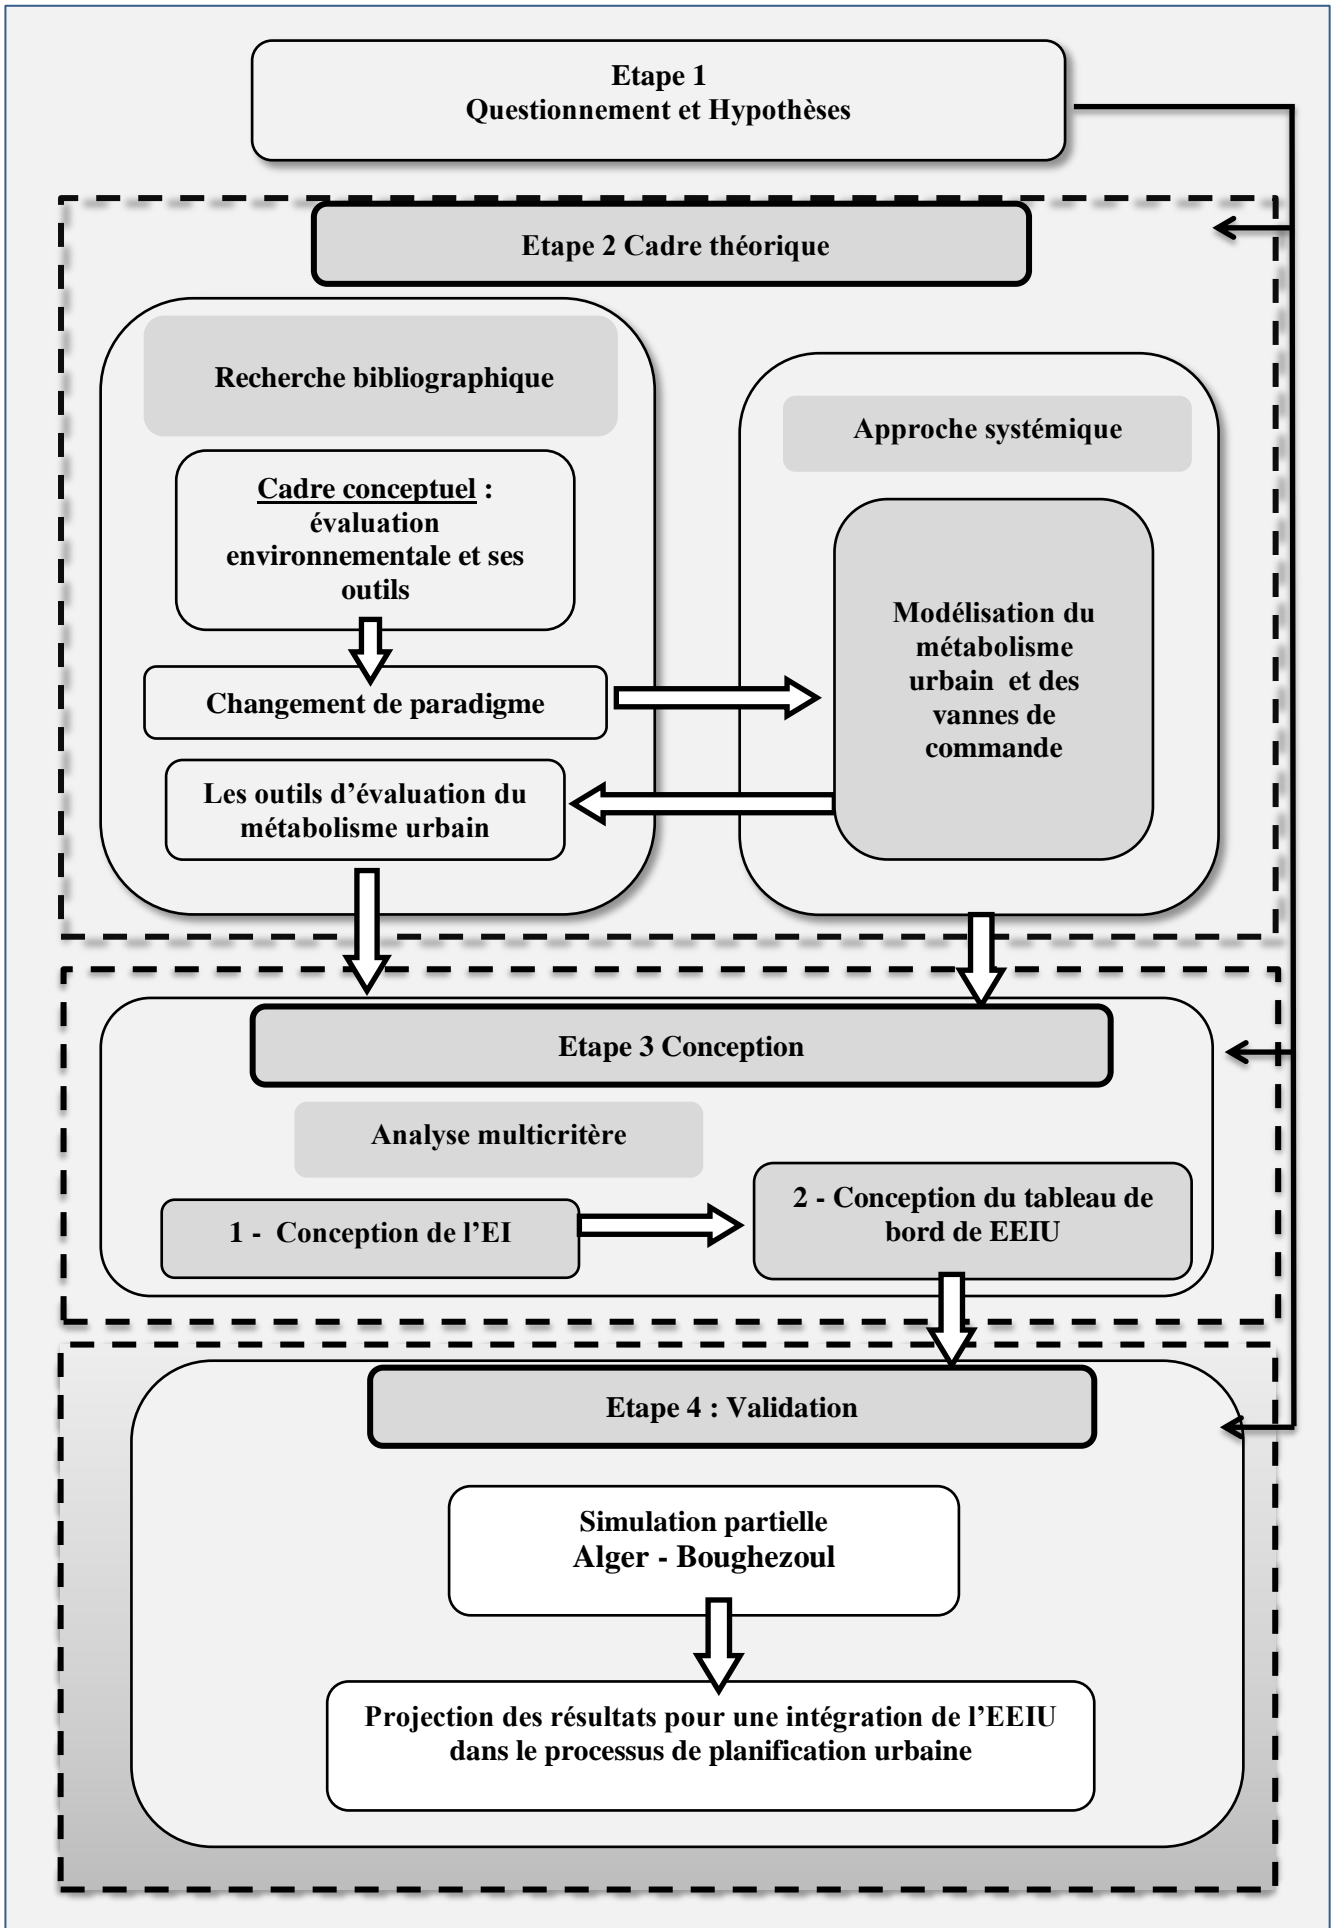 Etape 1
Questionnement et Hypothèses
Etape 2 Cadre théorique
Recherche bibliographique
Cadre conceptuel :
évaluation
environnementale et ses
outils
Changement de paradigme
Les outils d’évaluation du
métabolisme urbain
Approche systémique
Modélisation du
métabolisme
urbain et des
vannes de
commande
Etape 3 Conception
Analyse multicritère
1 - Conception de l’EI
2 - Conception du tableau de
bord de EEIU
Etape 4 : Validation
Simulation partielle
Alger - Boughezoul
Projection des résultats pour une intégration de l’EEIU
dans le processus de planification urbaine